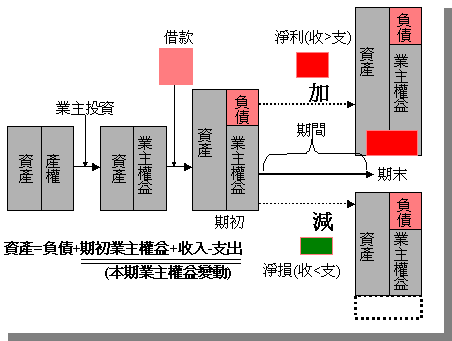 借款
淨利(收>支)
加
資產
負債
業主權益
業主投資
資產
產權
資產
業主權益
資產
負債
業主權益
期初
期間
期末
減
淨損(收<支)
資產
負債
業主權益
資產=負債+期初業主權益+收入-支出
(本期業主權益變動)